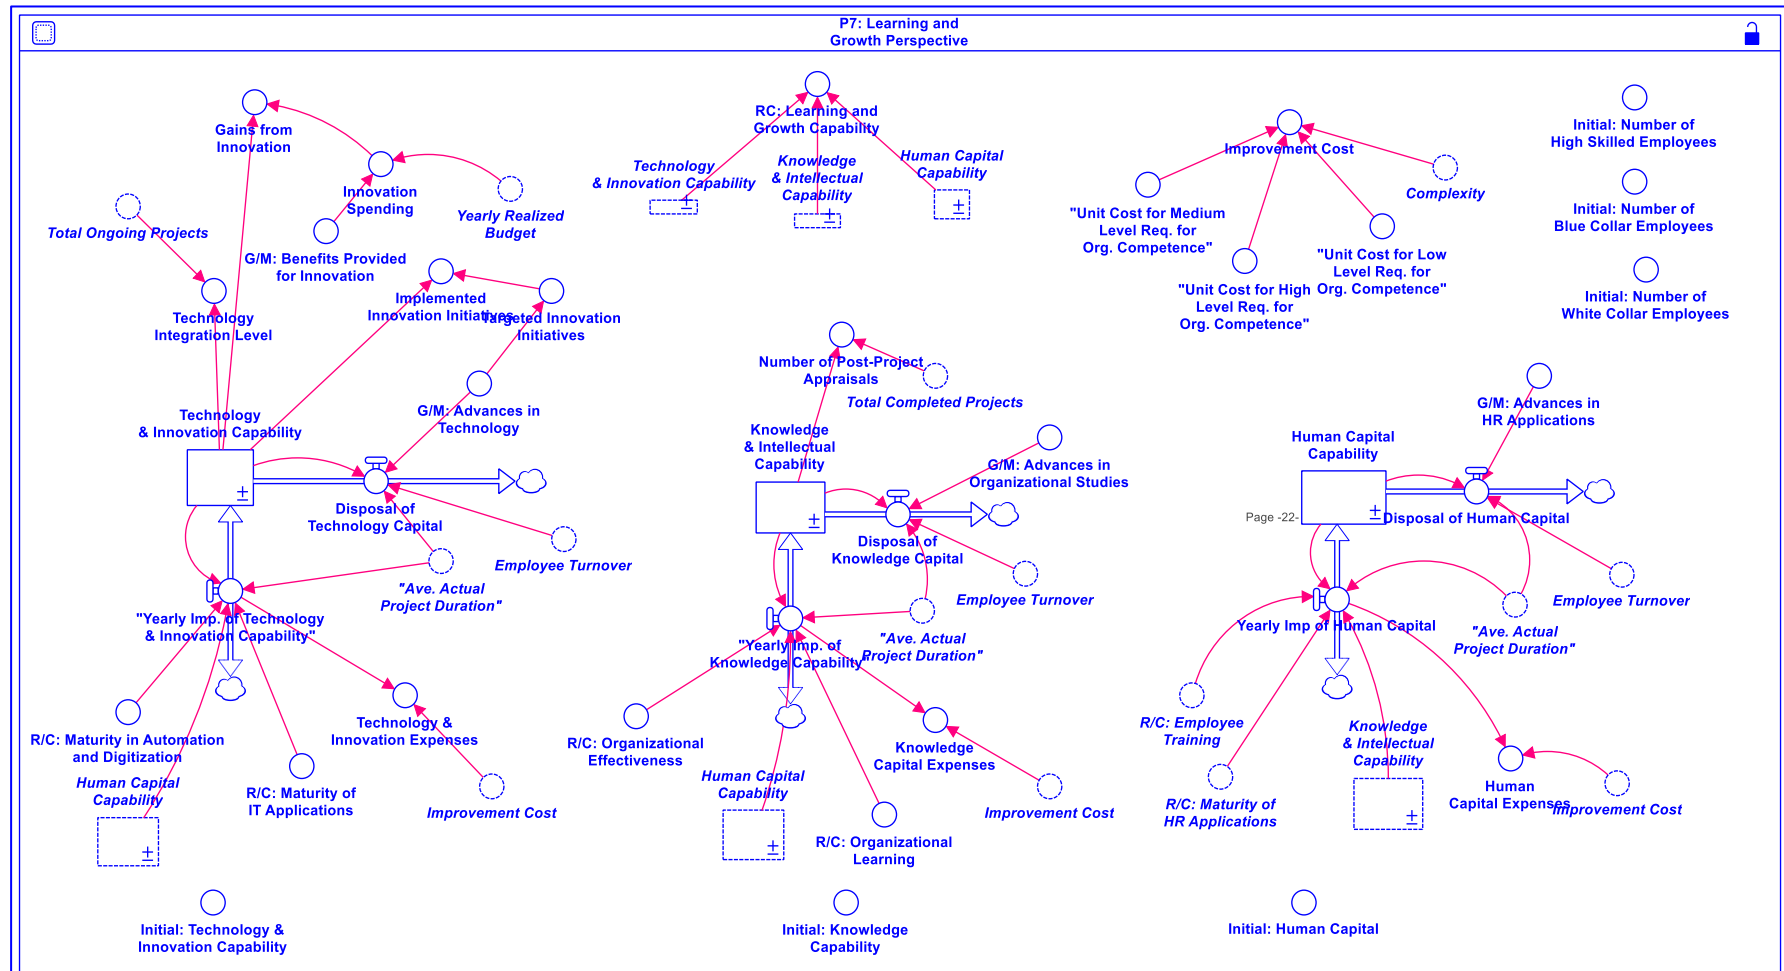 P7: Learning and
Growth Perspective
Gains from
Innovation
Innovation
Spending
Yearly Realized
Budget
Total Ongoing Projects
G/M: Benefits Provided
for Innovation
Technology
Integration Level
Implemented
Innovation Initiatives
Targeted Innovation
Initiatives
G/M: Advances in
Technology
Technology
& Innovation Capability
±
Disposal of
Technology Capital
Employee Turnover
"Ave. Actual
Project Duration"
"Yearly Imp. of Technology
& Innovation Capability"
R/C: Maturity in Automation
and Digitization
Human Capital
Capability
±
R/C: Maturity of
IT Applications
Technology &
Innovation Expenses
Improvement Cost
Initial: Technology &
Innovation Capability
RC: Learning and
Growth Capability
Technology
& Innovation Capability
±
Knowledge
& Intellectual
Capability
±
Human Capital
Capability
±
Number of Post-Project
Appraisals
Total Completed Projects
Knowledge
& Intellectual
Capability
±
G/M: Advances in
Organizational Studies
Disposal of
Knowledge Capital
Employee Turnover
"Ave. Actual
Project Duration"
"Yearly Imp. of
Knowledge Capability"
R/C: Organizational
Effectiveness
Human Capital
Capability
±
R/C: Organizational
Learning
Knowledge
Capital Expenses
Improvement Cost
Initial: Knowledge
Capability
Improvement Cost
Complexity
"Unit Cost for Medium
Level Req. for
Org. Competence"
"Unit Cost for High
Level Req. for
Org. Competence"
"Unit Cost for Low
Level Req. for
Org. Competence"
Initial: Number of
High Skilled Employees
Initial: Number of
Blue Collar Employees
Initial: Number of
White Collar Employees
G/M: Advances in
HR Applications
Human Capital
Capability
±
Page -22-
Disposal of Human Capital
Employee Turnover
"Ave. Actual
Project Duration"
Yearly Imp of Human Capital
R/C: Employee
Training
R/C: Maturity of
HR Applications
Knowledge
& Intellectual
Capability
±
Human
Capital Expenses
Improvement Cost
Initial: Human Capital